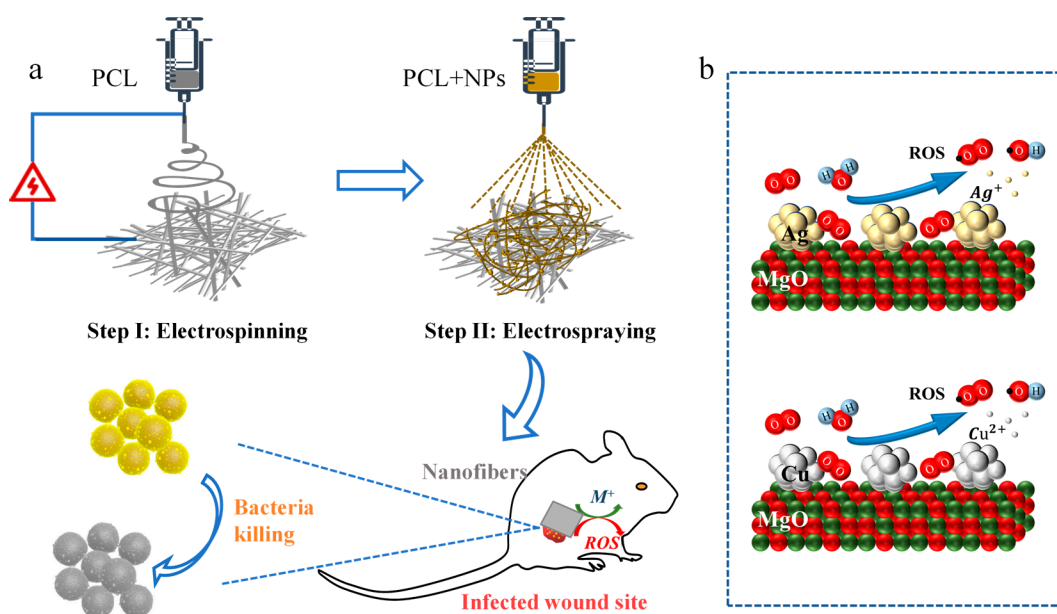 a
PCL
PCL+NPs
Step I: Electrospinning
Step II: Electrospraying
Bacteria
killing
Nanofibers
M⁺
ROS
Infected wound site
b
ROS
O O
O H
H H
O O
O
Ag⁺
Ag
O O
O O
MgO
ROS
O O
O H
H H
O O
O
Cu²⁺
Cu
O O
O O
MgO